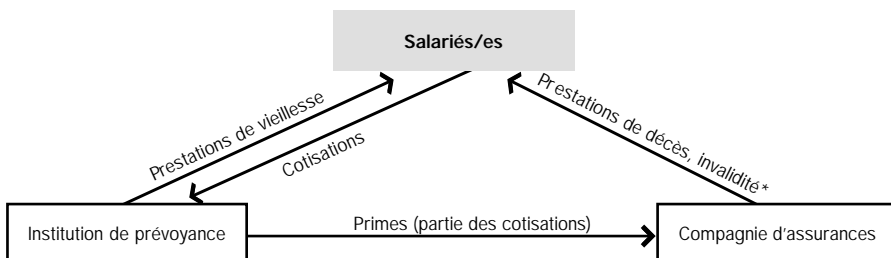 Salariés/es
Prestations de vieillesse
Cotisations
Prestations de décès, invalidité*
Institution de prévoyance
Primes (partie des cotisations)
Compagnie d'assurances